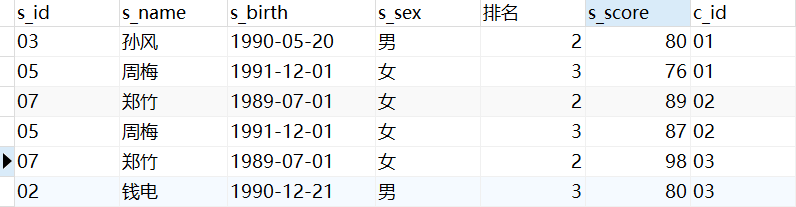 s_id s_name s_birth s_sex 排名 s_score c_id
03 孙风 1990-05-20 男 2 80 01
05 周梅 1991-12-01 女 3 76 01
07 郑竹 1989-07-01 女 2 89 02
05 周梅 1991-12-01 女 3 87 02
07 郑竹 1989-07-01 女 2 98 03
02 钱电 1990-12-21 男 3 80 03